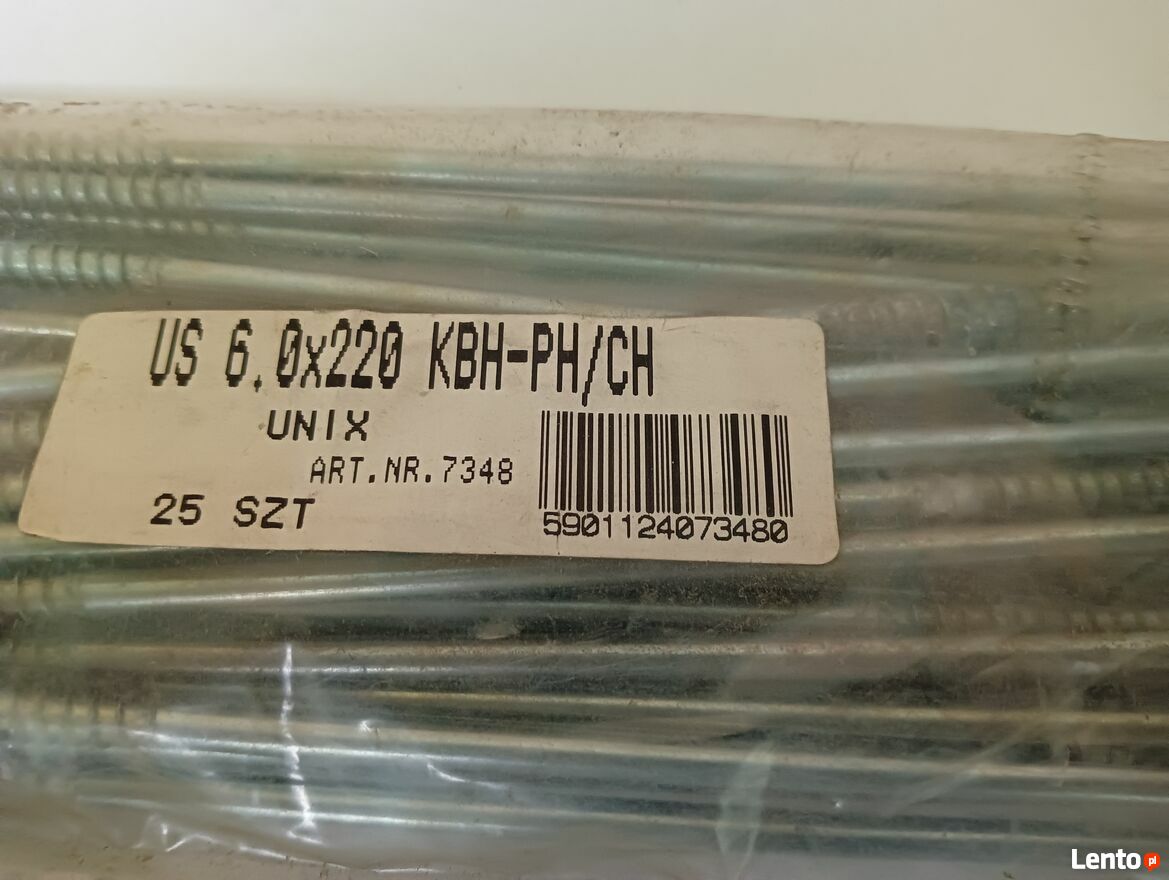 US 6,0x220 KBH-PH/CH
UNIX
ART.NR.7348
25 SZT
5901124073480
Lento.pl